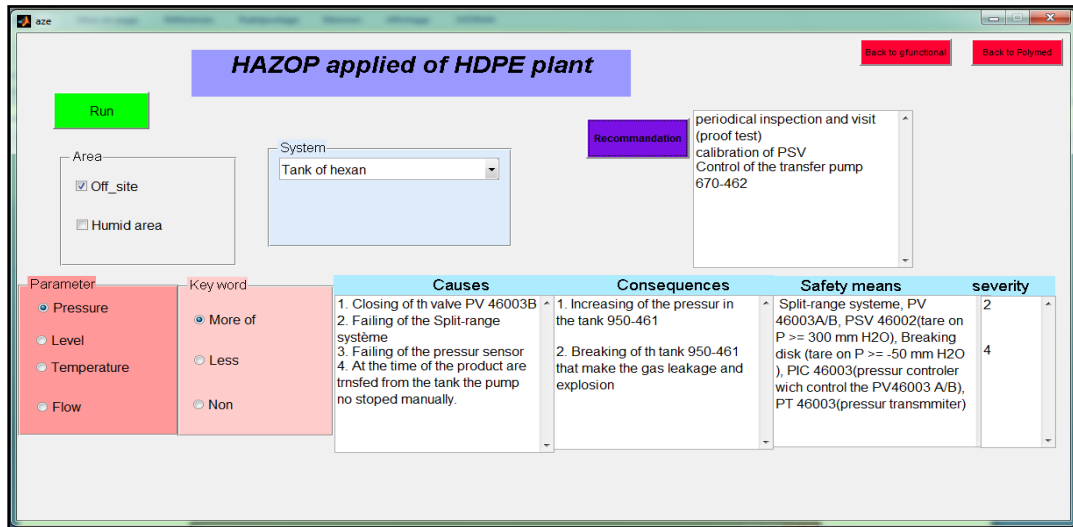 aze
HAZOP applied of HDPE plant
Back to gfunctional
Back to Polymed
Run
Area
Off_site
Humid area
System
Tank of hexan
Recommandation
periodical inspection and visit
(proof test)
calibration of PSV
Control of the transfer pump
670-462
Parameter
Pressure
Level
Temperature
Flow
Key word
More of
Less
Non
Causes
1. Closing of th valve PV 46003B
2. Failing of the Split-range
système
3. Failing of the pressur sensor
4. At the time of the product are
trnsfed from the tank the pump
no stoped manually.
Consequences
1. Increasing of the pressur in
the tank 950-461
2. Breaking of th tank 950-461
that make the gas leakage and
explosion
Safety means
Split-range systeme, PV
46003A/B, PSV 46002(tare on
P >= 300 mm H2O), Breaking
disk (tare on P >= -50 mm H2O
), PIC 46003(pressur controler
wich control the PV46003 A/B),
PT 46003(pressur transmmiter)
severity
2
4